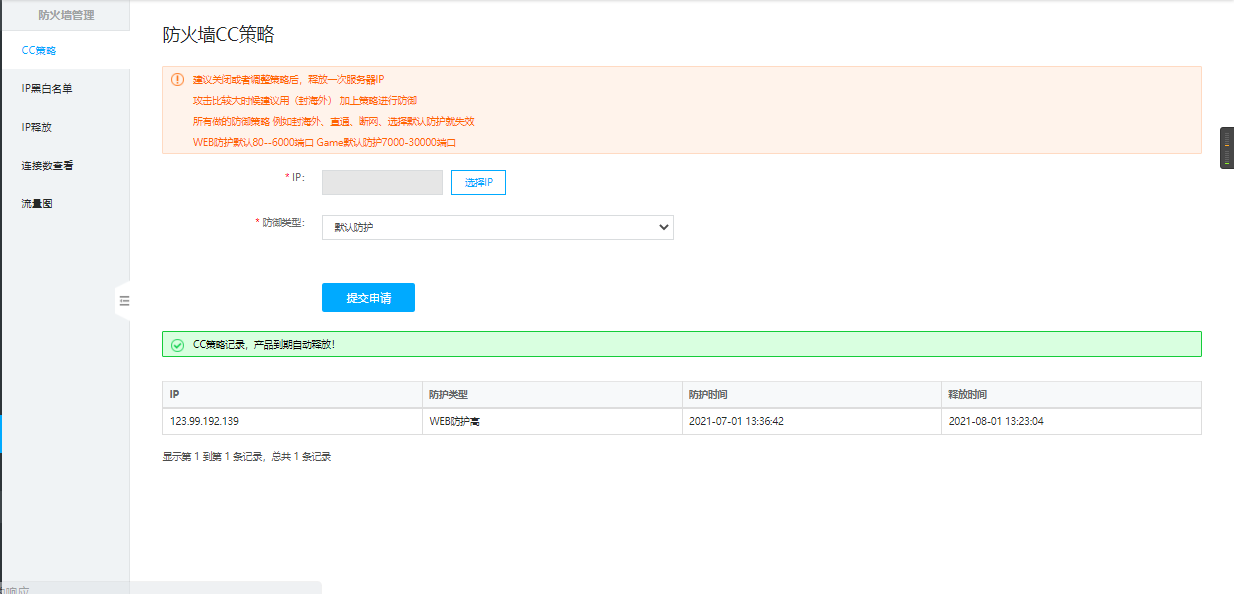 防火墙管理
CC策略
IP黑白名单
IP释放
连接数查看
流量图
防火墙CC策略
建议关闭或者调整策略后，释放一次服务器IP
攻击比较大时候建议用（封海外） 加上策略进行防御
所有做的防御策略 例如封海外、直通、断网、选择默认防护就失效
WEB防护默认80--6000端口 Game默认防护7000-30000端口
* IP: 选择IP
* 防御类型: 默认防护
提交申请
CC策略记录，产品到期自动释放!
IP 防护类型 防护时间 释放时间
123.99.192.139 WEB防护高 2021-07-01 13:36:42 2021-08-01 13:23:04
显示第 1 到第 1 条记录，总共 1 条记录
响应